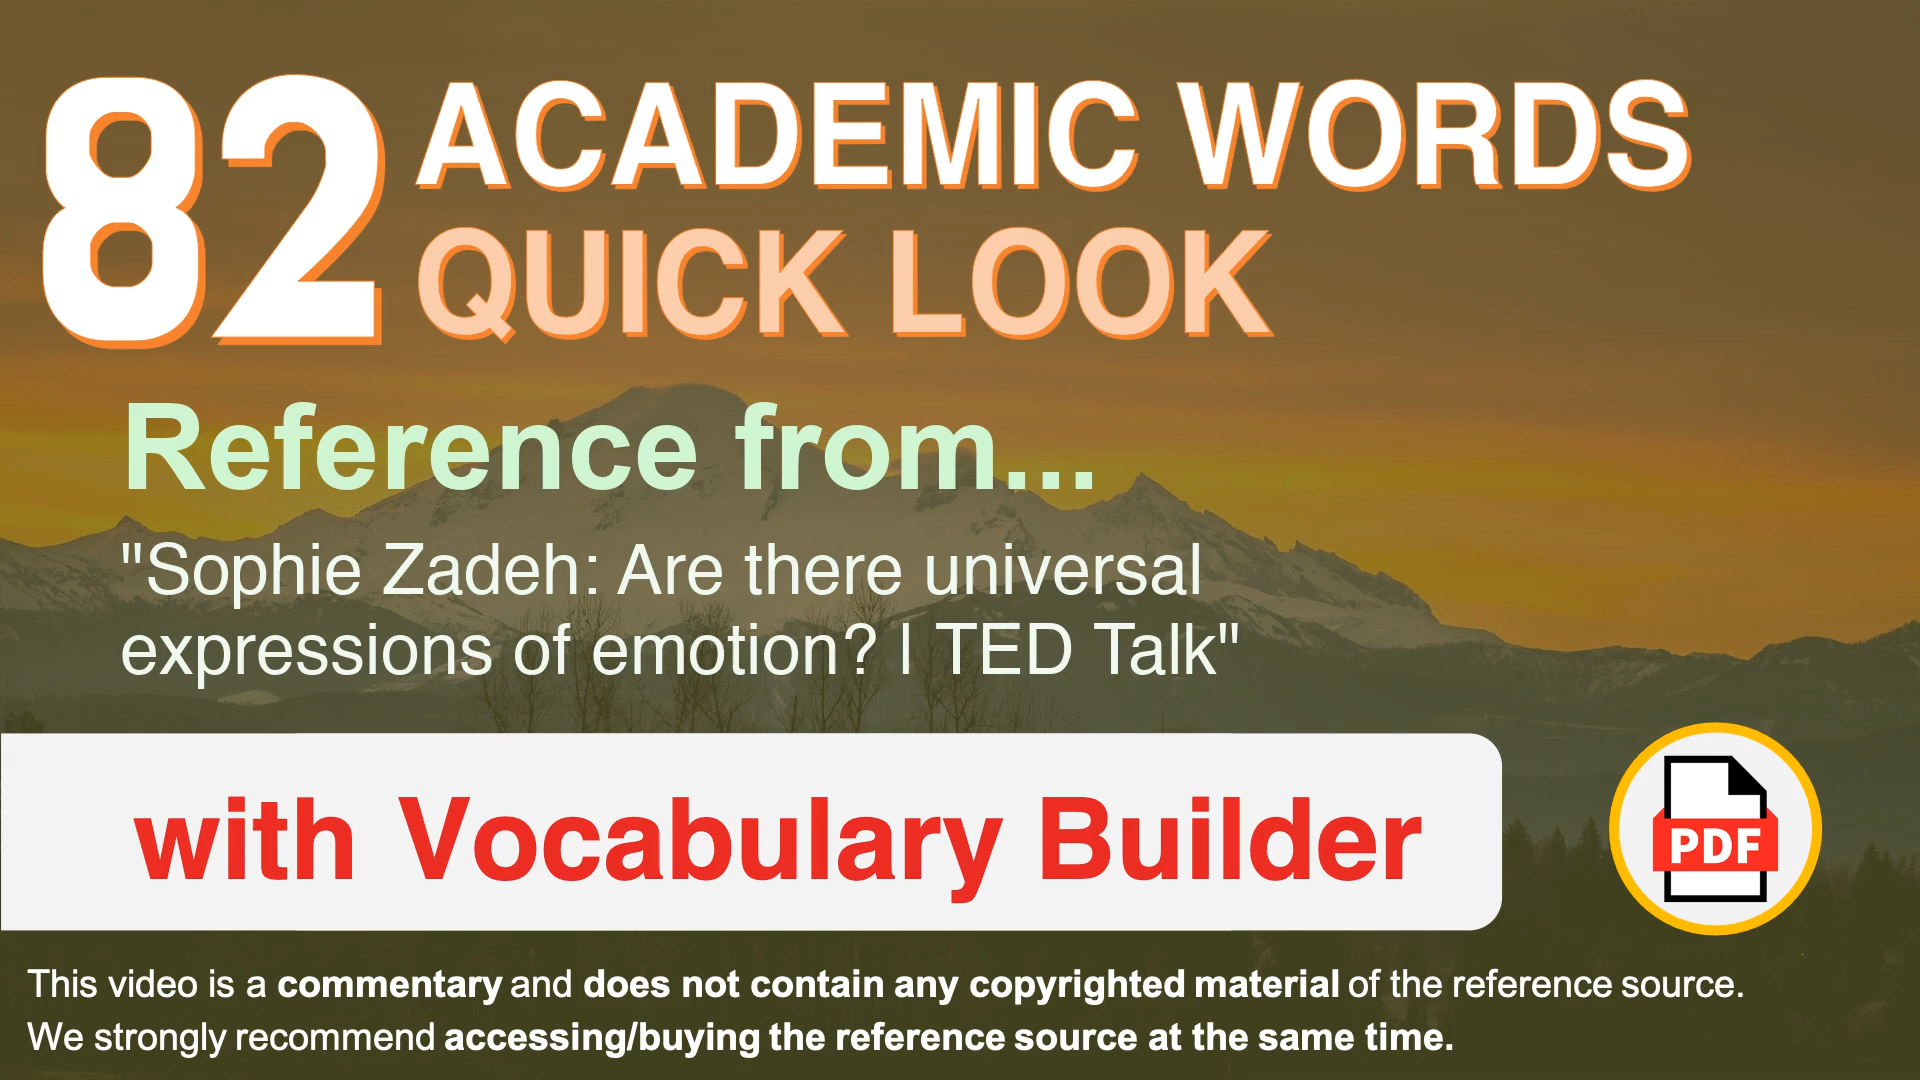 82 ACADEMIC WORDS
QUICK LOOK
Reference from...
"Sophie Zadeh: Are there universal
expressions of emotion? | TED Talk"
with Vocabulary Builder
PDF
This video is a commentary and does not contain any copyrighted material of the reference source.
We strongly recommend accessing/buying the reference source at the same time.